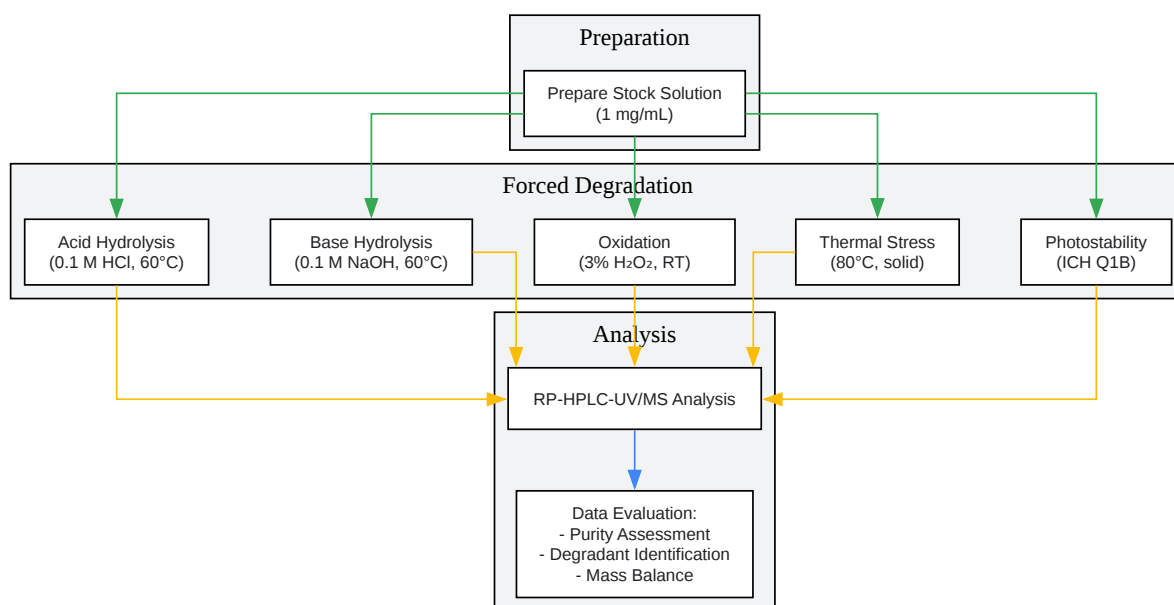 Preparation
Prepare Stock Solution
(1 mg/mL)
Forced Degradation
Acid Hydrolysis
(0.1 M HCl, 60°C)
Base Hydrolysis
(0.1 M NaOH, 60°C)
Oxidation
(3% H₂O₂, RT)
Thermal Stress
(80°C, solid)
Photostability
(ICH Q1B)
Analysis
RP-HPLC-UV/MS Analysis
Data Evaluation:
- Purity Assessment
- Degradant Identification
- Mass Balance